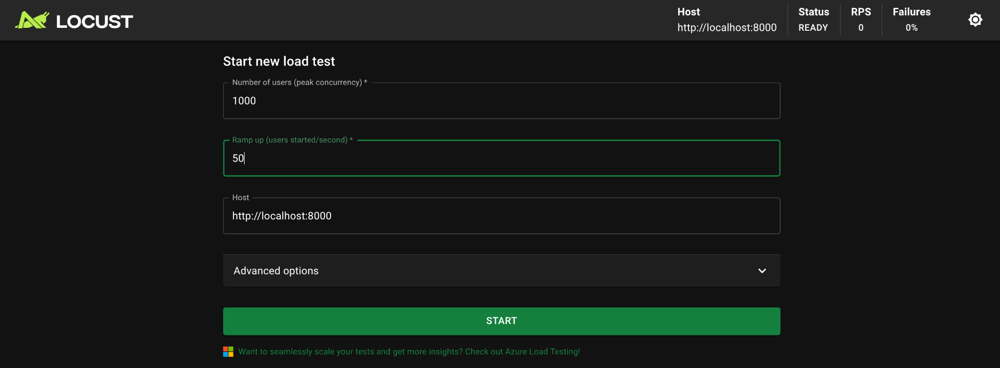 LOCUST
Host
http://localhost:8000
Status
READY
RPS
0
Failures
0%
Start new load test
Number of users (peak concurrency) *
1000
Ramp up (users started/second) *
50
Host
http://localhost:8000
Advanced options
START
Want to seamlessly scale your tests and get more insights? Check out Azure Load Testing!